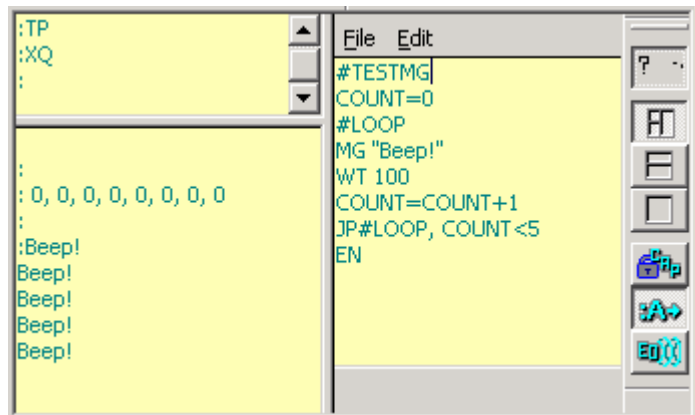 :TP
:XQ
:
:
: 0, 0, 0, 0, 0, 0, 0, 0
:
:Beep!
Beep!
Beep!
Beep!
Beep!
File Edit
#TESTMG
COUNT=0
#LOOP
MG "Beep!"
WT 100
COUNT=COUNT+1
JP#LOOP, COUNT<5
EN
?
CAP
:A